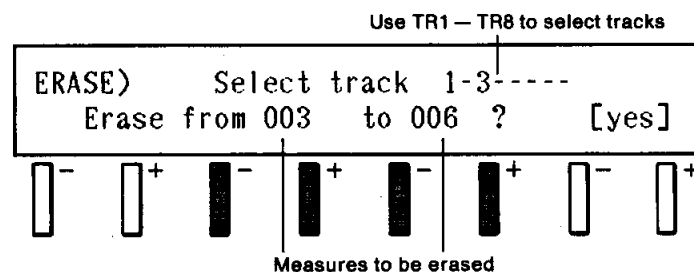 Use TR1 — TR8 to select tracks
ERASE) Select track 1-3-----
Erase from 003 to 006 ? [yes]
- + - + - + - +
Measures to be erased